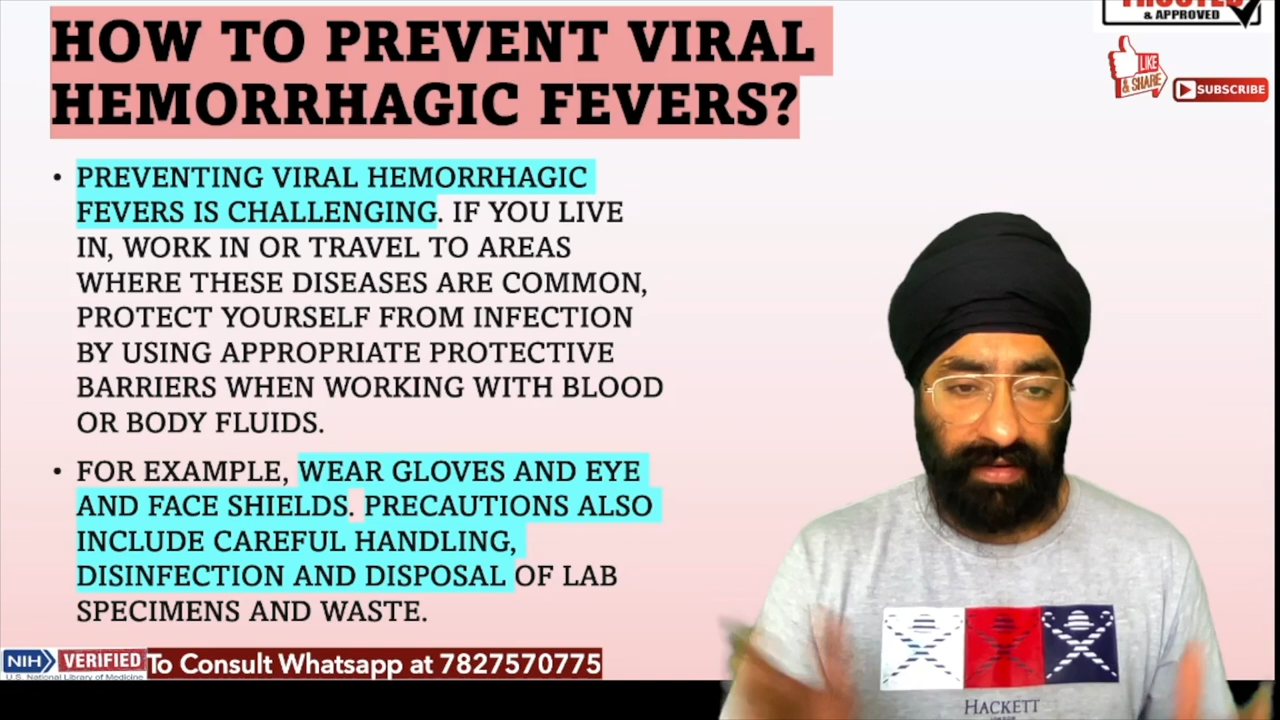 HOW TO PREVENT VIRAL
HEMORRHAGIC FEVERS?
& APPROVED
LIKE
& SHARE
SUBSCRIBE
• PREVENTING VIRAL HEMORRHAGIC
FEVERS IS CHALLENGING. IF YOU LIVE
IN, WORK IN OR TRAVEL TO AREAS
WHERE THESE DISEASES ARE COMMON,
PROTECT YOURSELF FROM INFECTION
BY USING APPROPRIATE PROTECTIVE
BARRIERS WHEN WORKING WITH BLOOD
OR BODY FLUIDS.
• FOR EXAMPLE, WEAR GLOVES AND EYE
AND FACE SHIELDS. PRECAUTIONS ALSO
INCLUDE CAREFUL HANDLING,
DISINFECTION AND DISPOSAL OF LAB
SPECIMENS AND WASTE.
NIH VERIFIED
U.S. National Library of Medicine
To Consult Whatsapp at 7827570775
HACKETT